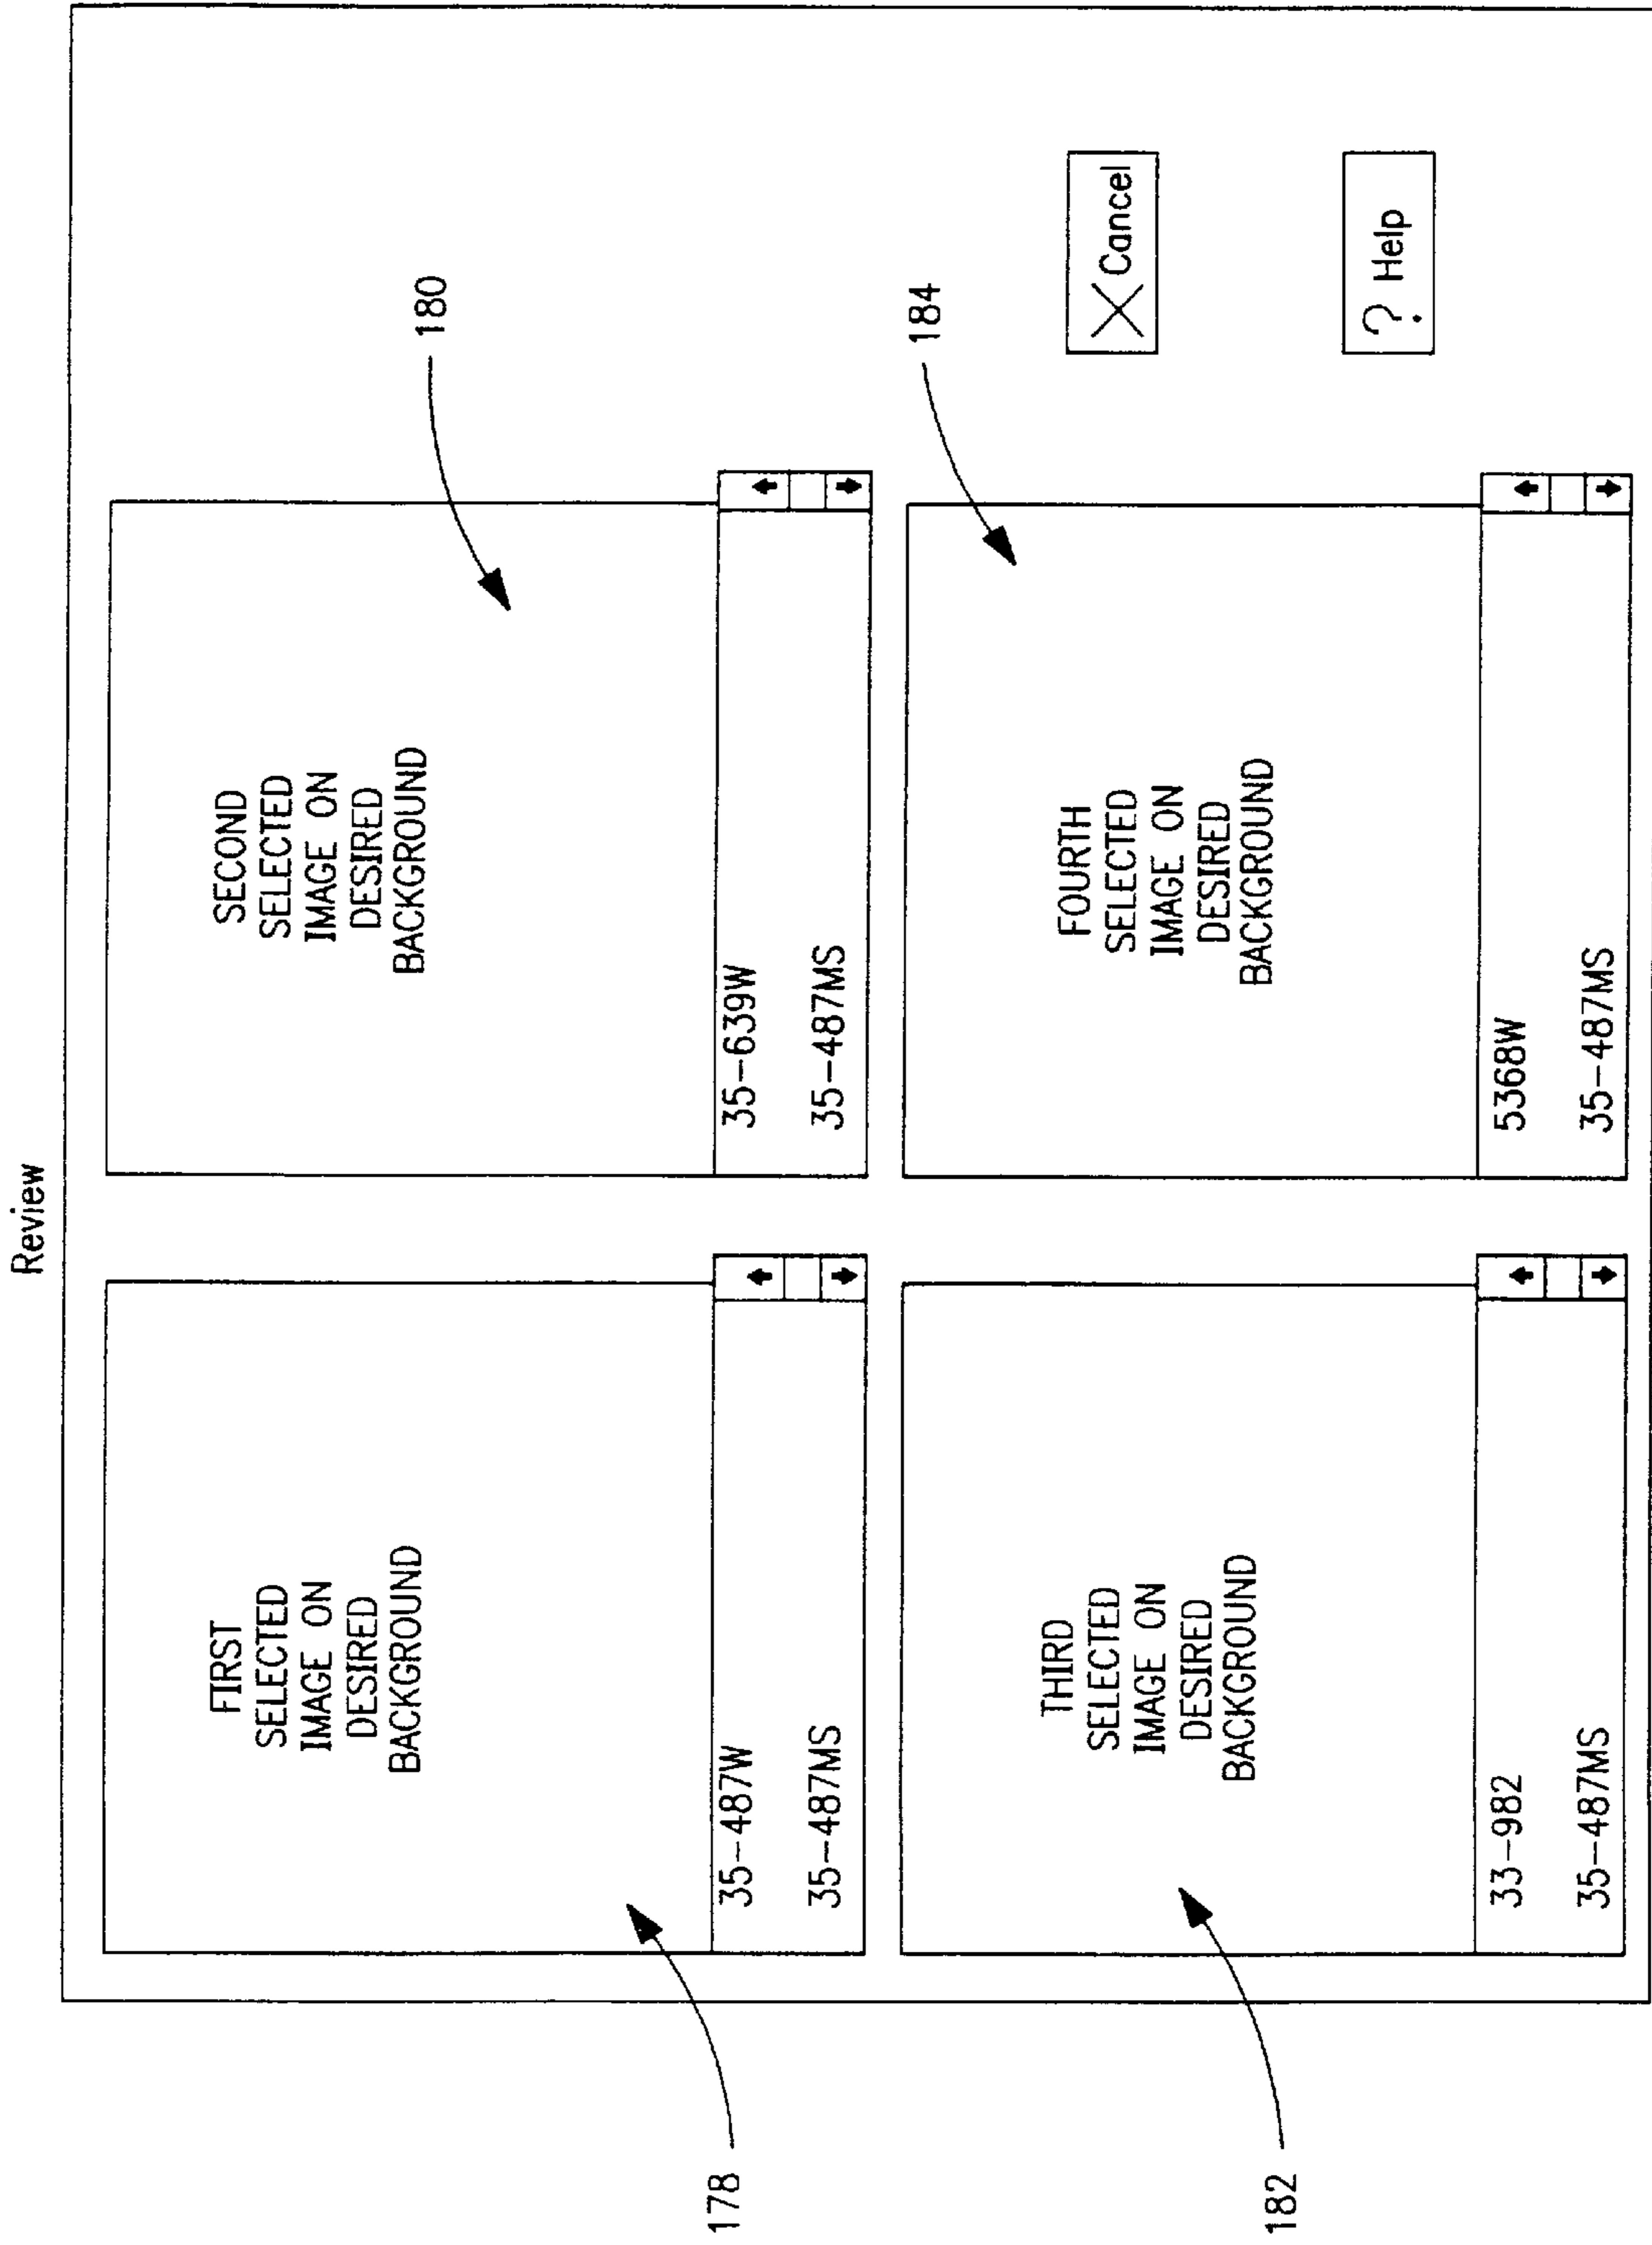 Review
FIRST
SELECTED
IMAGE ON
DESIRED
BACKGROUND
35-487W
35-487MS
178
SECOND
SELECTED
IMAGE ON
DESIRED
BACKGROUND
35-639W
35-487MS
180
THIRD
SELECTED
IMAGE ON
DESIRED
BACKGROUND
33-982
35-487MS
182
FOURTH
SELECTED
IMAGE ON
DESIRED
BACKGROUND
5368W
35-487MS
184
X Cancel
? Help